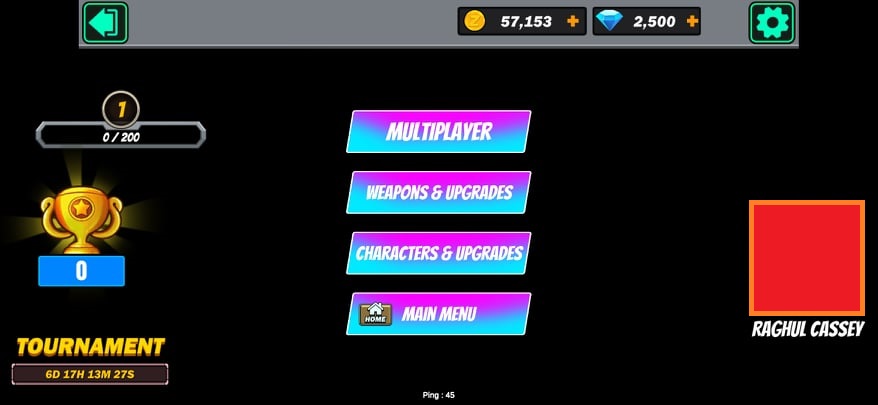 57,153 +
2,500 +
1
0 / 200
MULTIPLAYER
WEAPONS & UPGRADES
CHARACTERS & UPGRADES
HOME
MAIN MENU
0
RAGHUL CASSEY
TOURNAMENT
6D 17H 13M 27S
Ping : 45